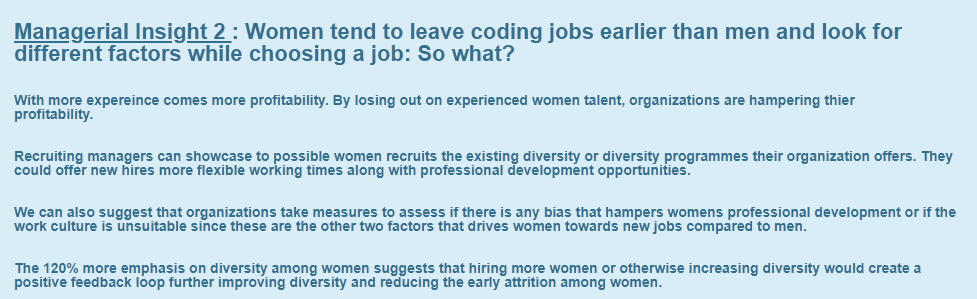 Managerial Insight 2 : Women tend to leave coding jobs earlier than men and look for
different factors while choosing a job: So what?
With more expereince comes more profitability. By losing out on experienced women talent, organizations are hampering thier
profitability.
Recruiting managers can showcase to possible women recruits the existing diversity or diversity programmes their organization offers. They
could offer new hires more flexible working times along with professional development opportunities.
We can also suggest that organizations take measures to assess if there is any bias that hampers womens professional development or if the
work culture is unsuitable since these are the other two factors that drives women towards new jobs compared to men.
The 120% more emphasis on diversity among women suggests that hiring more women or otherwise increasing diversity would create a
positive feedback loop further improving diversity and reducing the early attrition among women.